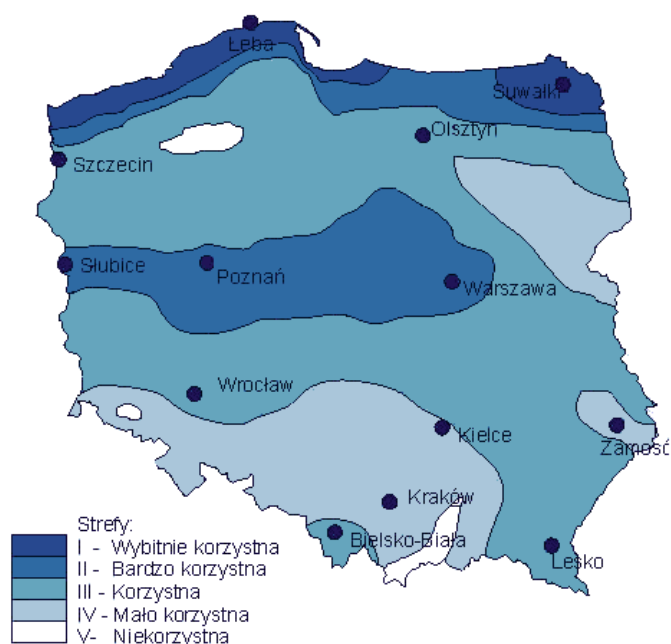 Łeba
Suwałki
Olsztyn
Szczecin
Słubice
Poznań
Warszawa
Wrocław
Kielce
Zamość
Kraków
Bielsko-Biała
Lesko
Strefy:
I - Wybitnie korzystna
II - Bardzo korzystna
III - Korzystna
IV - Mało korzystna
V- Niekorzystna